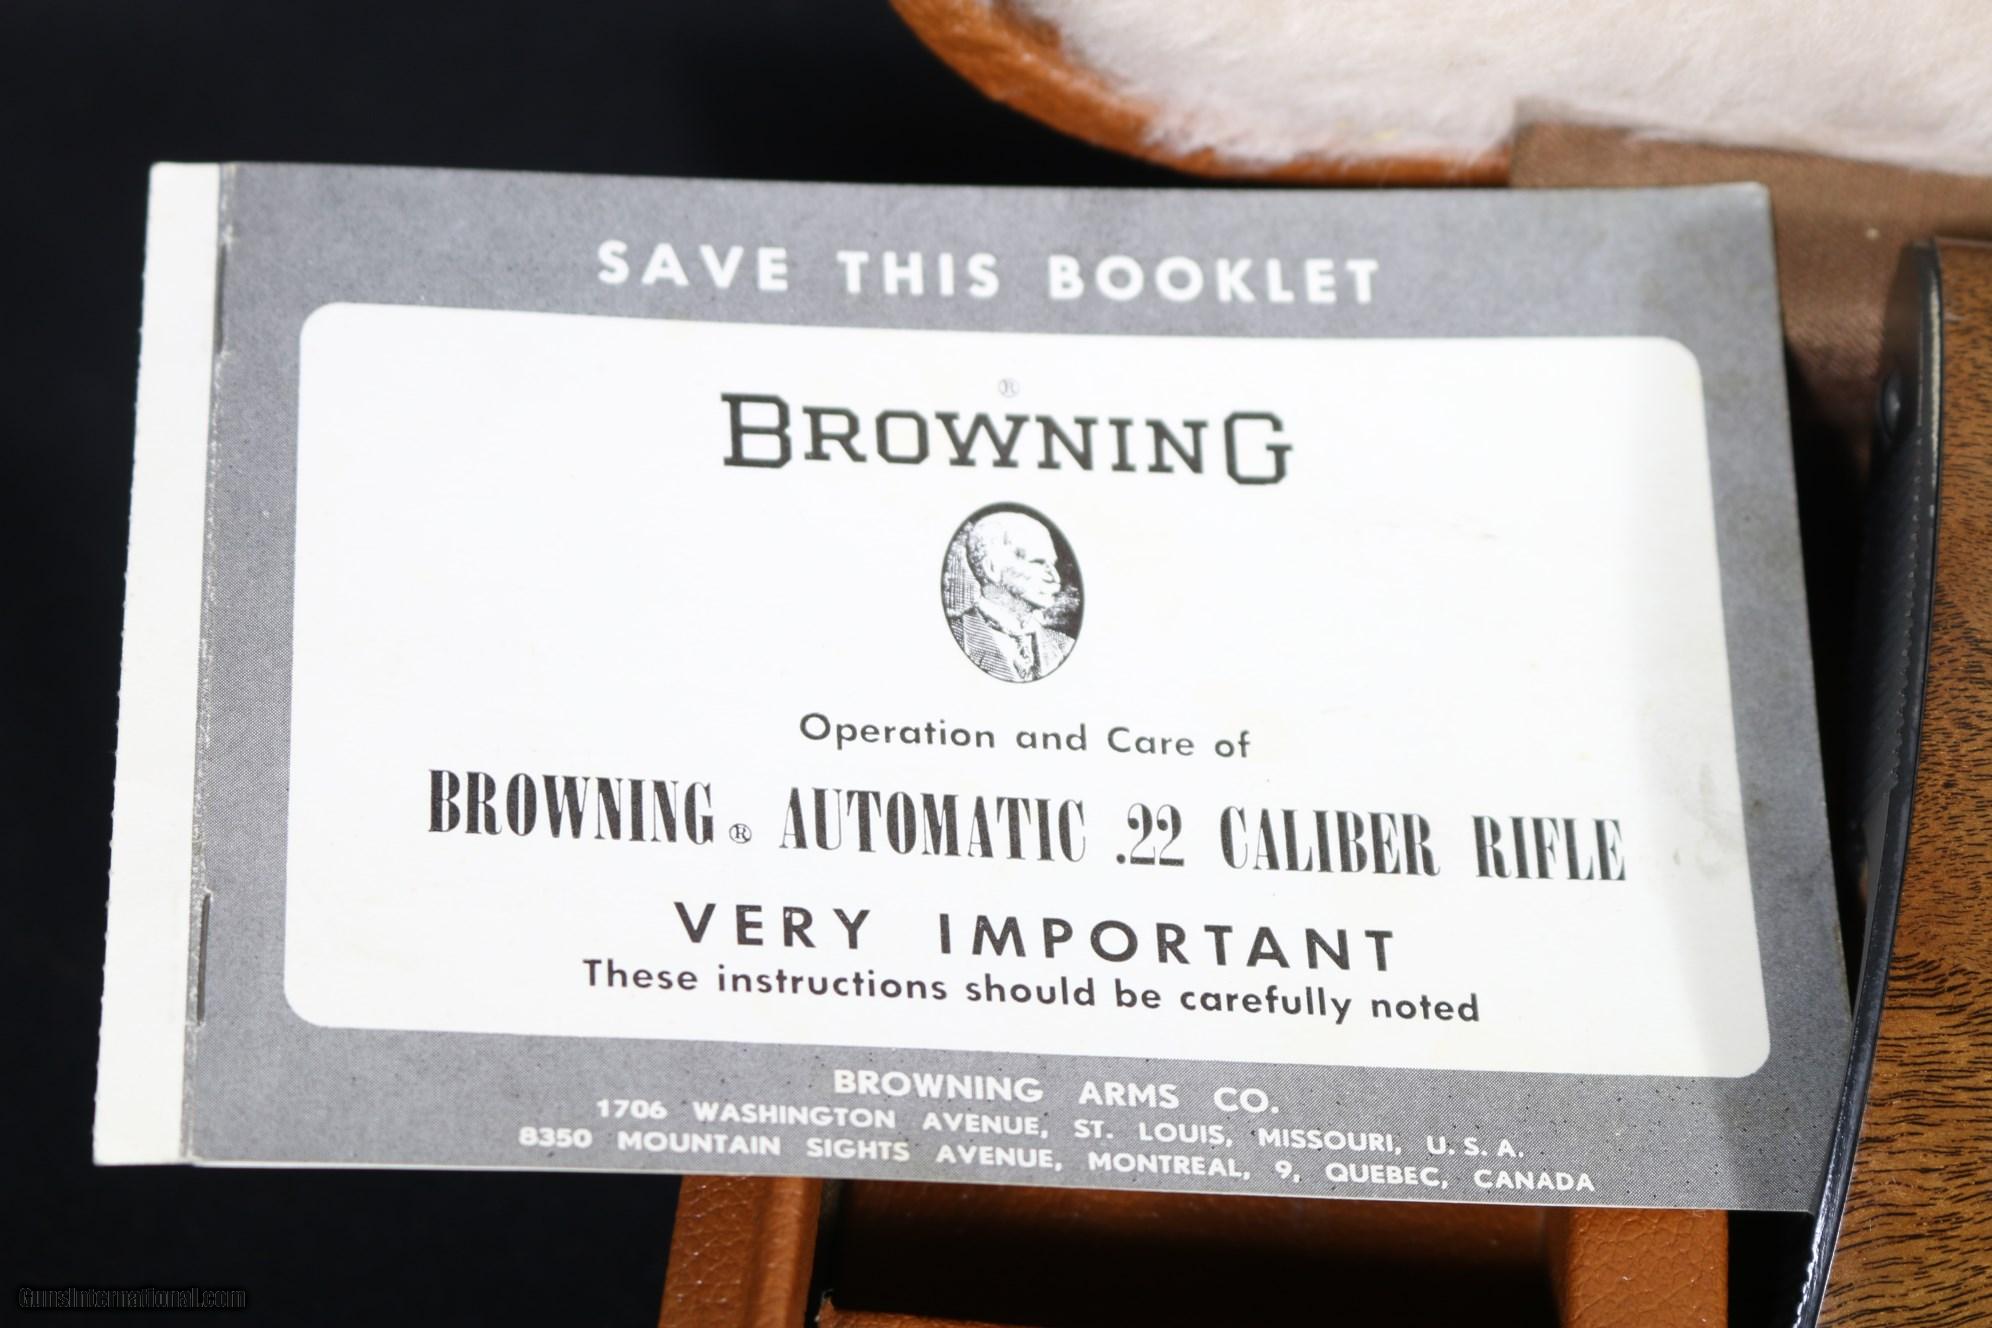 SAVE THIS BOOKLET
®
BROWNING
Operation and Care of
BROWNING® AUTOMATIC .22 CALIBER RIFLE
VERY IMPORTANT
These instructions should be carefully noted
BROWNING ARMS CO.
1706 WASHINGTON AVENUE, ST. LOUIS, MISSOURI, U. S. A.
8350 MOUNTAIN SIGHTS AVENUE, MONTREAL, 9, QUEBEC, CANADA
GunsInternational.com